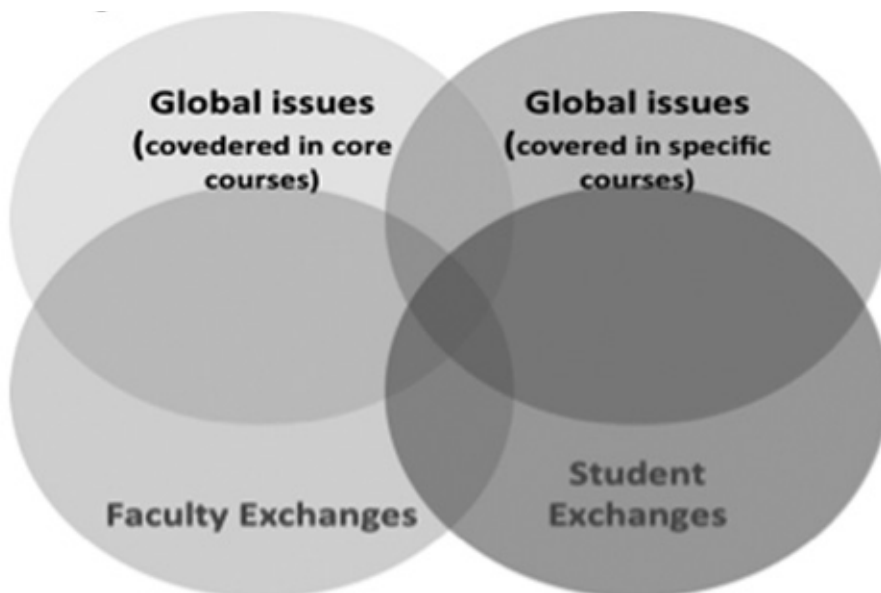 Global issues
(covedered in core
courses)
Global issues
(covered in specific
courses)
Faculty Exchanges
Student
Exchanges